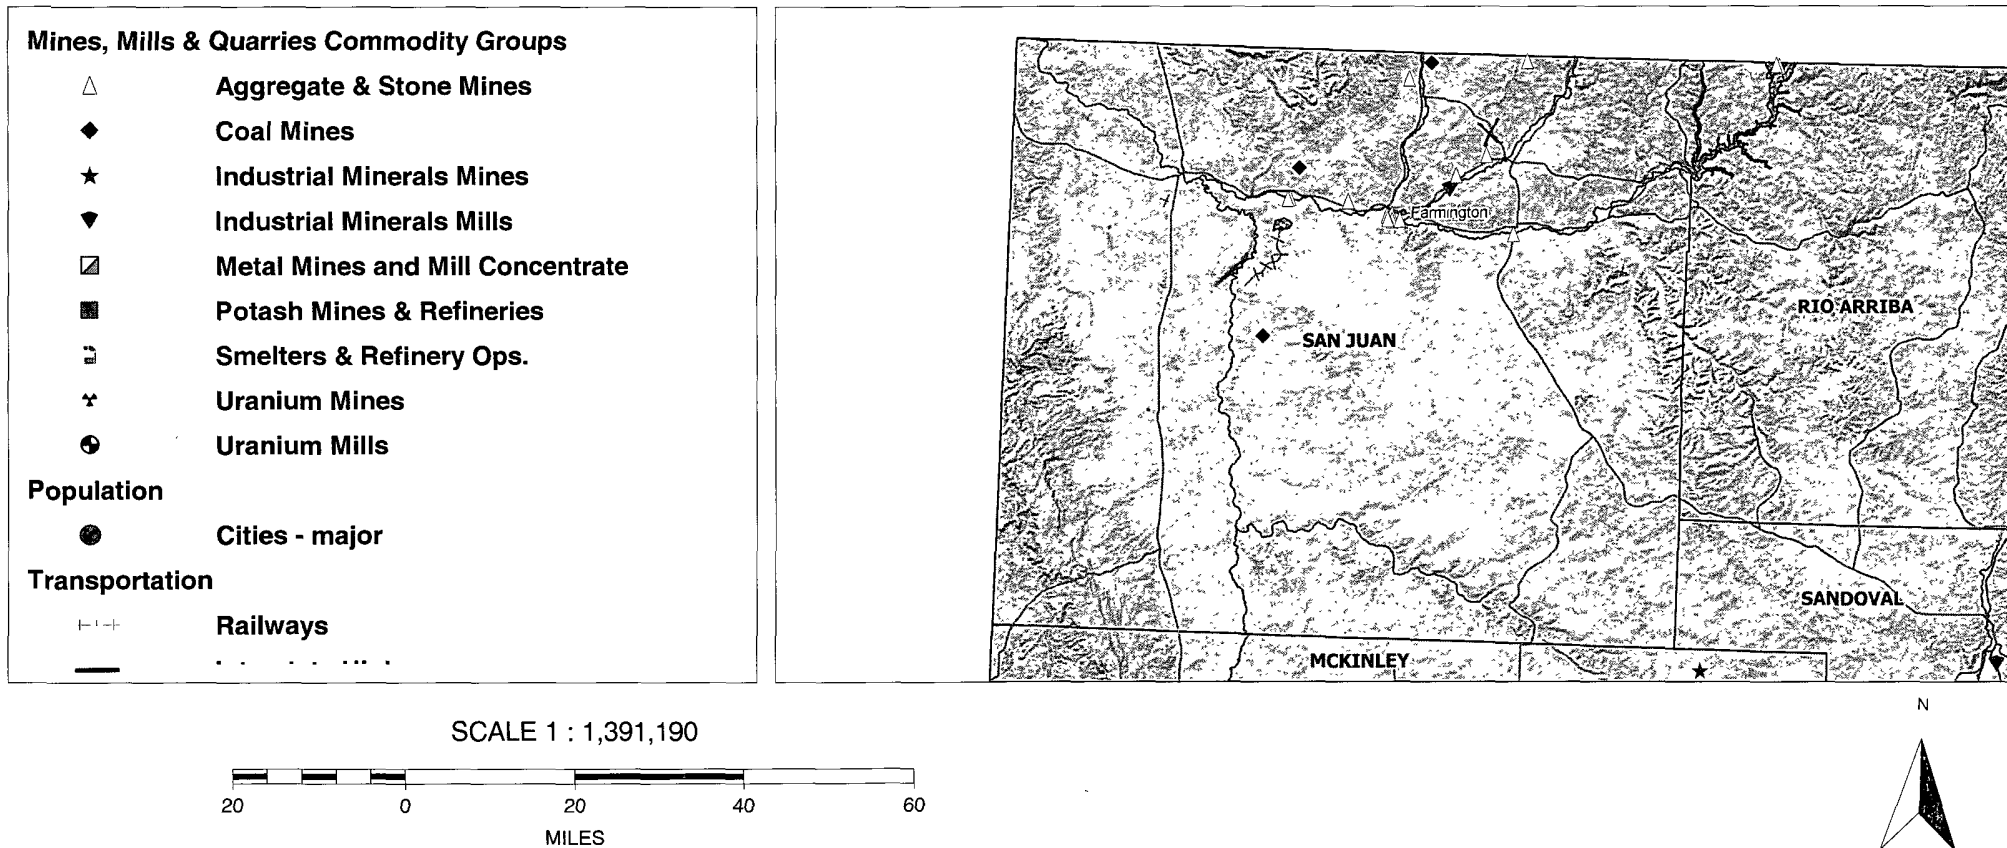 Mines, Mills & Quarries Commodity Groups
Aggregate & Stone Mines
Coal Mines
Industrial Minerals Mines
Industrial Minerals Mills
Metal Mines and Mill Concentrate
Potash Mines & Refineries
Smelters & Refinery Ops.
Uranium Mines
Uranium Mills
Population
Cities - major
Transportation
Railways
Farmington
RIO ARRIBA
SAN JUAN
SANDOVAL
MCKINLEY
SCALE 1 : 1,391,190
20 0 20 40 60
MILES
N